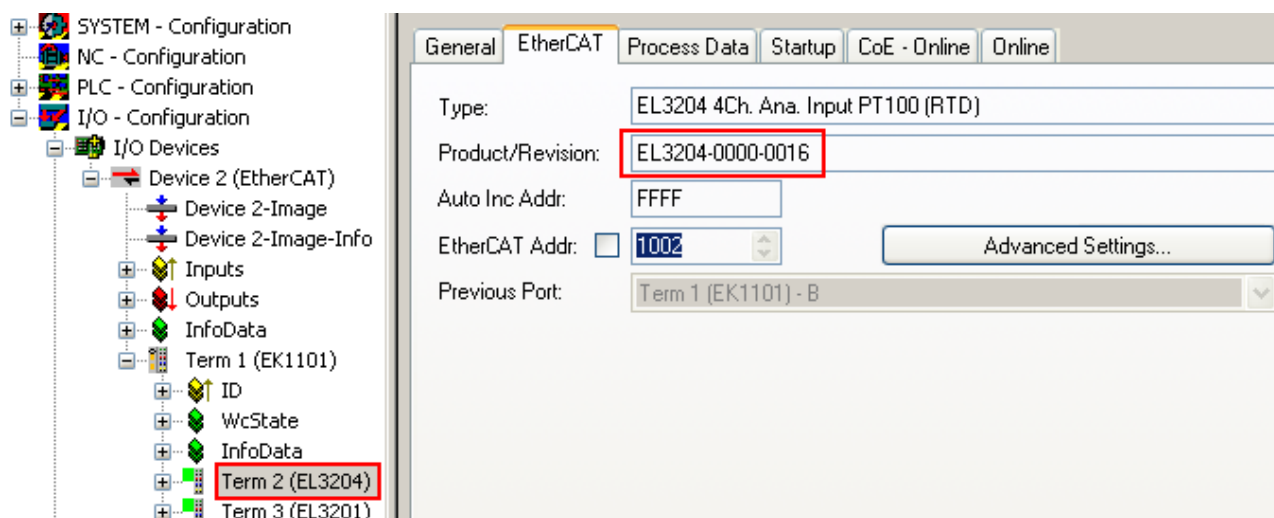 SYSTEM - Configuration
NC - Configuration
PLC - Configuration
I/O - Configuration
I/O Devices
Device 2 (EtherCAT)
Device 2-Image
Device 2-Image-Info
Inputs
Outputs
InfoData
Term 1 (EK1101)
ID
WcState
InfoData
Term 2 (EL3204)
Term 3 (EL3201)
General EtherCAT Process Data Startup CoE - Online Online
Type: EL3204 4Ch. Ana. Input PT100 (RTD)
Product/Revision: EL3204-0000-0016
Auto Inc Addr: FFFF
EtherCAT Addr: 1002 Advanced Settings...
Previous Port: Term 1 (EK1101) - B